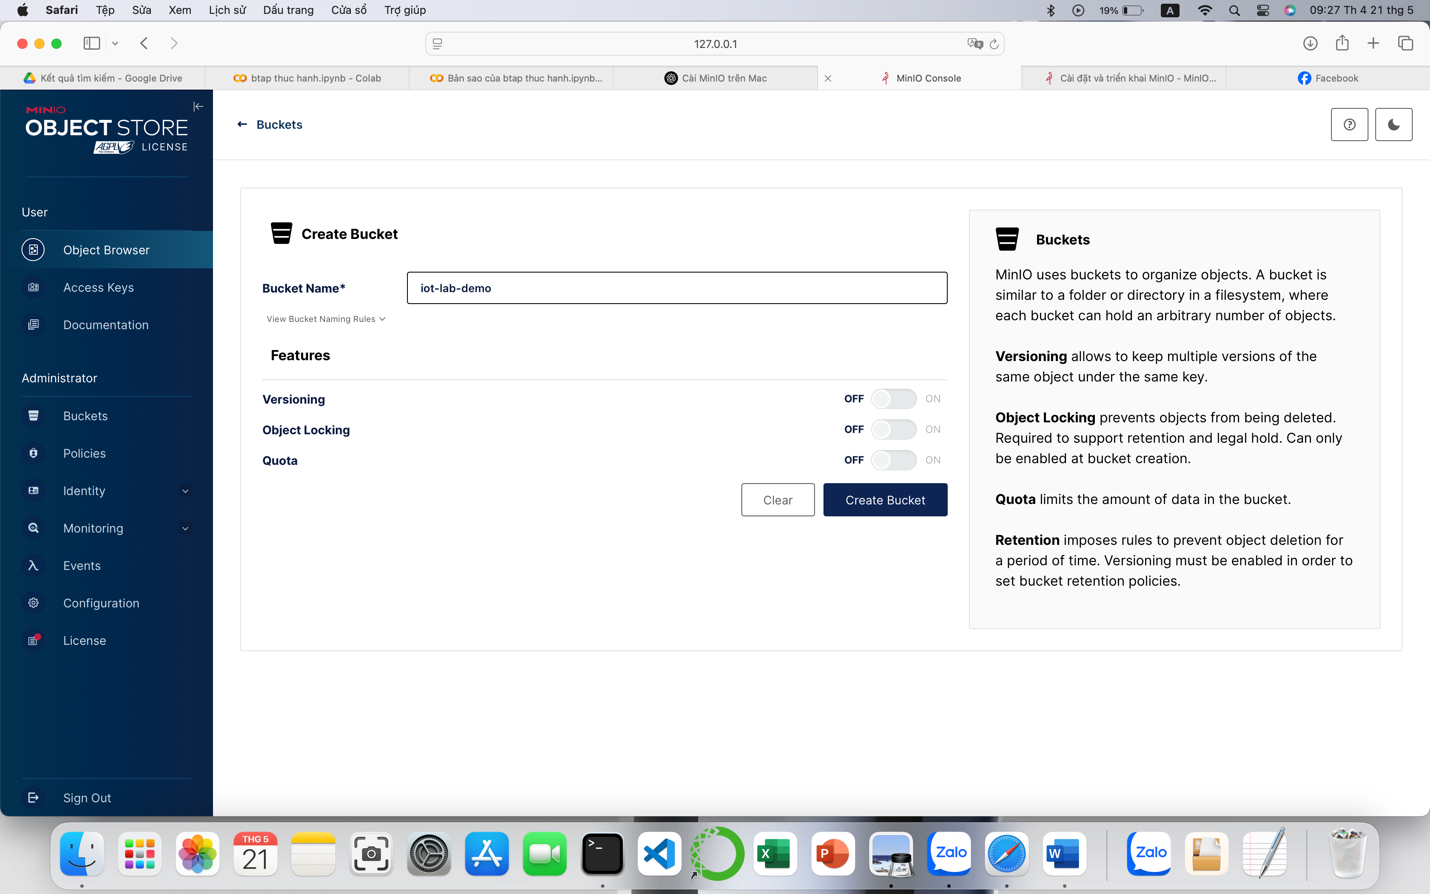 Safari Tệp Sửa Xem Lịch sử Dấu trang Cửa sổ Trợ giúp 19% A 09:27 Th 4 21 thg 5
127.0.0.1
Kết quả tìm kiếm - Google Drive
btap thuc hanh.ipynb - Colab
Bản sao của btap thuc hanh.ipynb...
Cài MinIO trên Mac
MinIO Console
Cài đặt và triển khai MinIO - MinIO...
Facebook
MINIO
OBJECT STORE
AGPLv3 LICENSE
User
Object Browser
Access Keys
Documentation
Administrator
Buckets
Policies
Identity
Monitoring
Events
Configuration
License
Sign Out
Buckets
Create Bucket
Bucket Name* iot-lab-demo
View Bucket Naming Rules
Features
Versioning OFF ON
Object Locking OFF ON
Quota OFF ON
Clear Create Bucket
Buckets
MinIO uses buckets to organize objects. A bucket is
similar to a folder or directory in a filesystem, where
each bucket can hold an arbitrary number of objects.
Versioning allows to keep multiple versions of the
same object under the same key.
Object Locking prevents objects from being deleted.
Required to support retention and legal hold. Can only
be enabled at bucket creation.
Quota limits the amount of data in the bucket.
Retention imposes rules to prevent object deletion for
a period of time. Versioning must be enabled in order to
set bucket retention policies.
THG 5
21
Zalo
Zalo